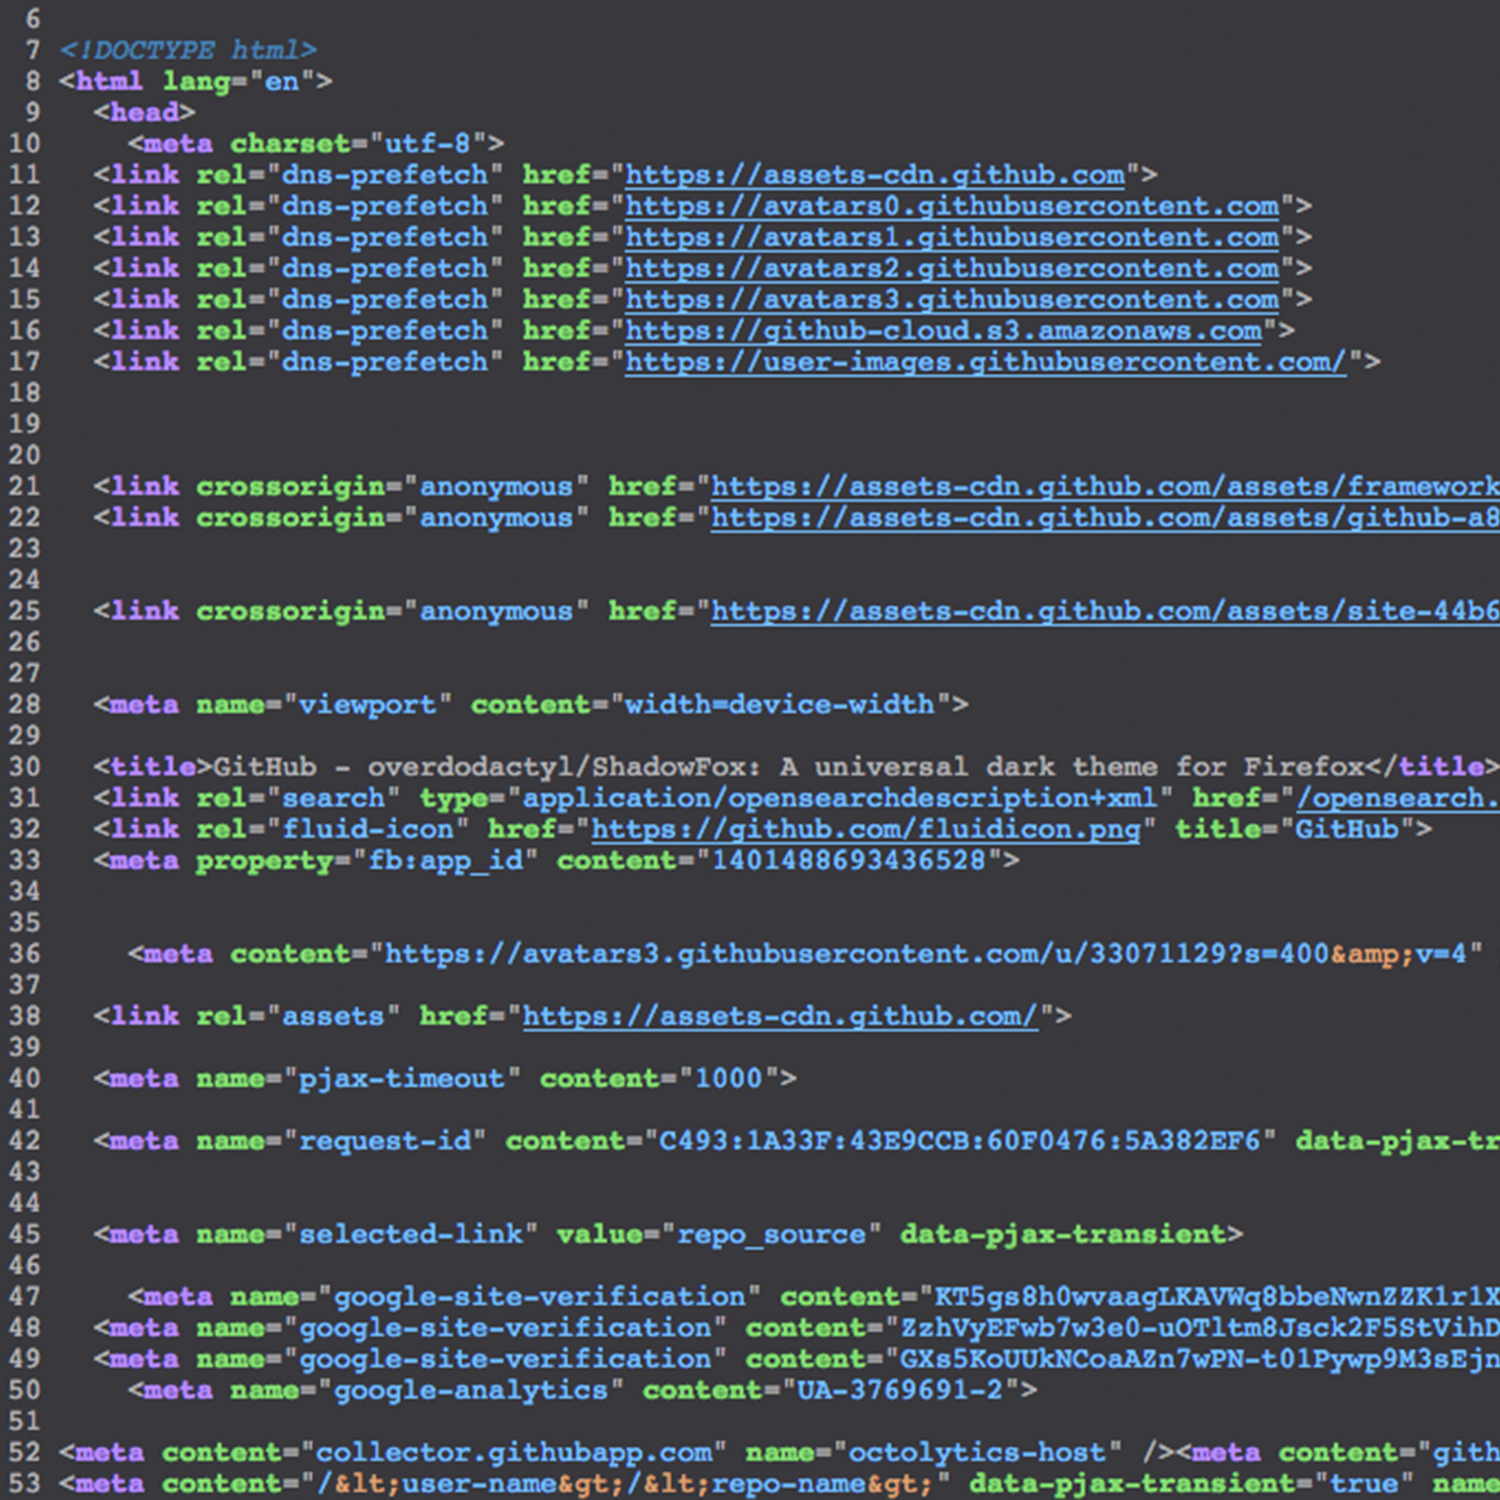 6
7 <!DOCTYPE html>
8 <html lang="en">
9 <head>
10 <meta charset="utf-8">
11 <link rel="dns-prefetch" href="https://assets-cdn.github.com">
12 <link rel="dns-prefetch" href="https://avatars0.githubusercontent.com">
13 <link rel="dns-prefetch" href="https://avatars1.githubusercontent.com">
14 <link rel="dns-prefetch" href="https://avatars2.githubusercontent.com">
15 <link rel="dns-prefetch" href="https://avatars3.githubusercontent.com">
16 <link rel="dns-prefetch" href="https://github-cloud.s3.amazonaws.com">
17 <link rel="dns-prefetch" href="https://user-images.githubusercontent.com/">
18
19
20
21 <link crossorigin="anonymous" href="https://assets-cdn.github.com/assets/framework
22 <link crossorigin="anonymous" href="https://assets-cdn.github.com/assets/github-a8
23
24
25 <link crossorigin="anonymous" href="https://assets-cdn.github.com/assets/site-44b6
26
27
28 <meta name="viewport" content="width=device-width">
29
30 <title>GitHub - overdodactyl/ShadowFox: A universal dark theme for Firefox</title>
31 <link rel="search" type="application/opensearchdescription+xml" href="/opensearch.
32 <link rel="fluid-icon" href="https://github.com/fluidicon.png" title="GitHub">
33 <meta property="fb:app_id" content="1401488693436528">
34
35
36 <meta content="https://avatars3.githubusercontent.com/u/33071129?s=400&amp;v=4"
37
38 <link rel="assets" href="https://assets-cdn.github.com/">
39
40 <meta name="pjax-timeout" content="1000">
41
42 <meta name="request-id" content="C493:1A33F:43E9CCB:60F0476:5A382EF6" data-pjax-tr
43
44
45 <meta name="selected-link" value="repo_source" data-pjax-transient>
46
47 <meta name="google-site-verification" content="KT5gs8h0wvaagLKAVWq8bbeNwnZZK1r1X
48 <meta name="google-site-verification" content="ZzhVyEFwb7w3e0-uOTltm8Jsck2F5StVihD
49 <meta name="google-site-verification" content="GXs5KoUUkNCoaAZn7wPN-t01Pywp9M3sEjn
50 <meta name="google-analytics" content="UA-3769691-2">
51
52 <meta content="collector.githubapp.com" name="octolytics-host" /><meta content="gith
53 <meta content="/&lt;user-name&gt;/&lt;repo-name&gt;" data-pjax-transient="true" name